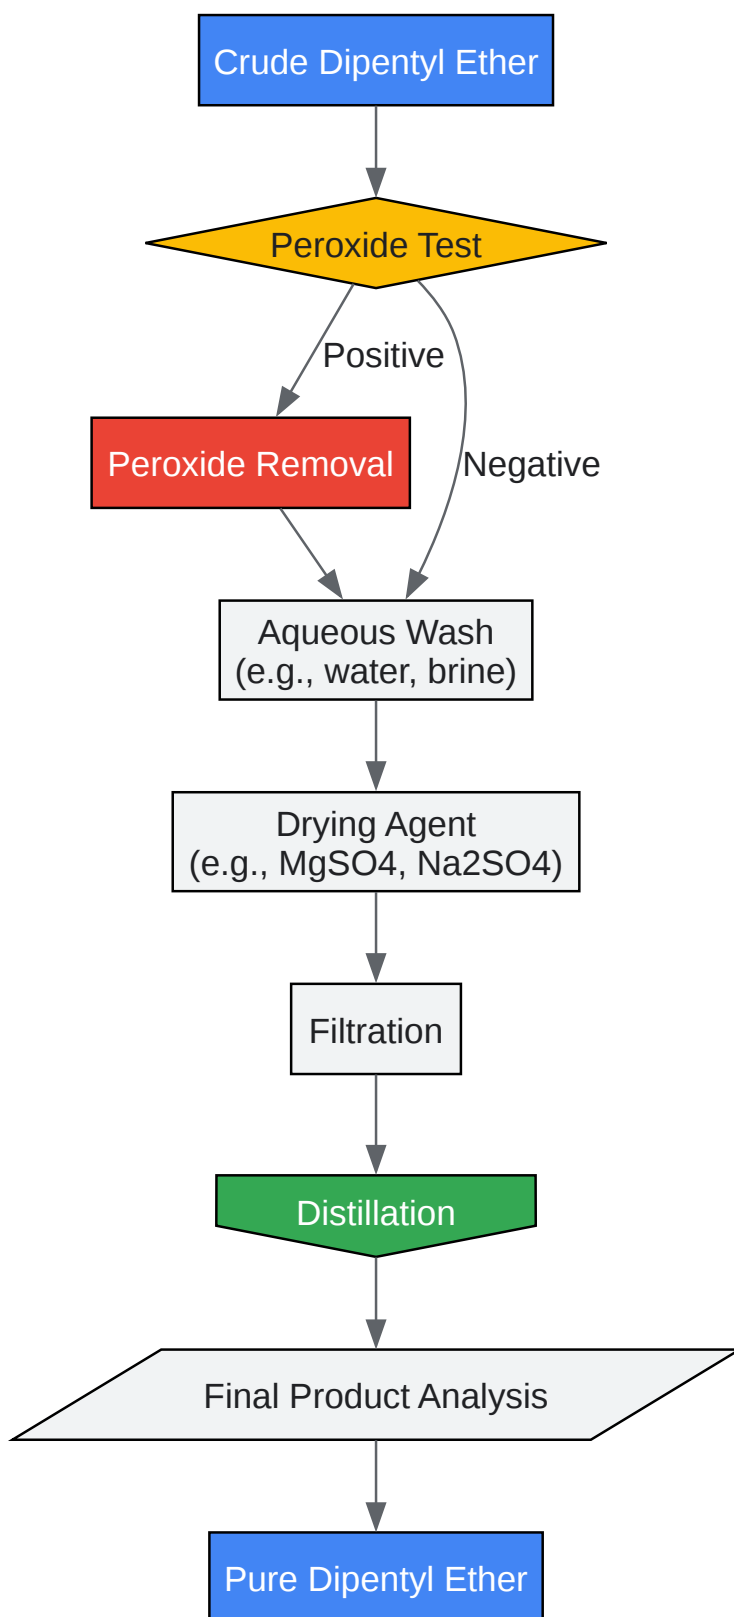 Crude Dipentyl Ether
Peroxide Test
Positive
Peroxide Removal
Negative
Aqueous Wash
(e.g., water, brine)
Drying Agent
(e.g., MgSO4, Na2SO4)
Filtration
Distillation
Final Product Analysis
Pure Dipentyl Ether